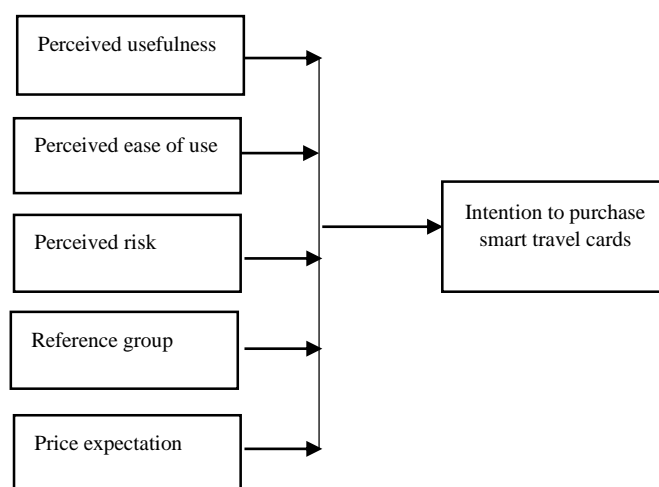 Perceived usefulness
Perceived ease of use
Perceived risk
Reference group
Price expectation
Intention to purchase
smart travel cards